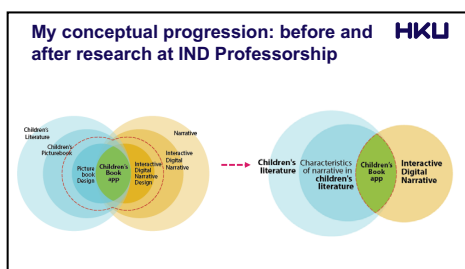 My conceptual progression: before and
after research at IND Professorship
HKU
Children's
Literature
Children's
Picturebook
Picture
book
Design
Children's
Book
app
Interactive
Digital
Narrative
Design
Interactive
Digital
Narrative
Narrative
Children's
literature
Characteristics
of narrative in
children's
literature
Children's
Book
app
Interactive
Digital
Narrative